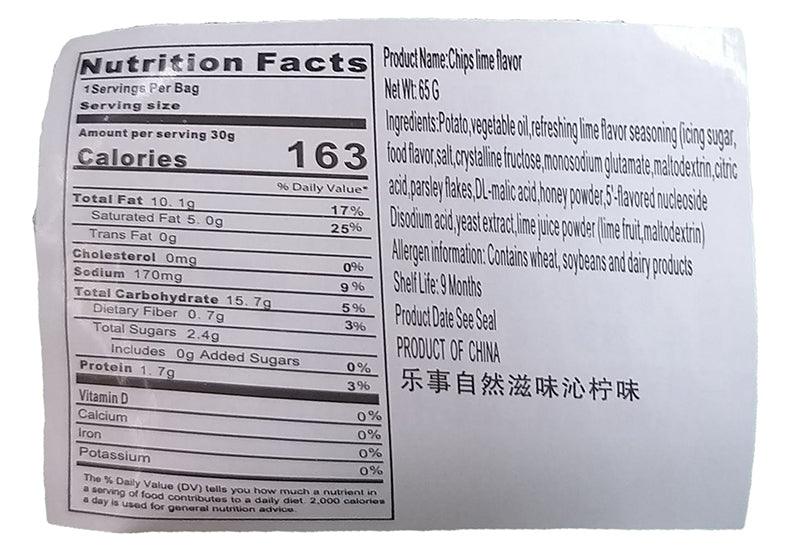 Nutrition Facts
1Servings Per Bag
Serving size
Amount per serving 30g
Calories 163
% Daily Value*
Total Fat 10. 1g 17%
Saturated Fat 5. 0g 25%
Trans Fat 0g
Cholesterol 0mg 0%
Sodium 170mg 9%
Total Carbohydrate 15. 7g 5%
Dietary Fiber 0. 7g 3%
Total Sugars 2.4g
Includes 0g Added Sugars 0%
Protein 1. 7g 3%
Vitamin D 0%
Calcium 0%
Iron 0%
Potassium 0%
The % Daily Value (DV) tells you how much a nutrient in
a serving of food contributes to a daily diet. 2,000 calories
a day is used for general nutrition advice.
Product Name:Chips lime flavor
Net Wt: 65 G
Ingredients:Potato,vegetable oil,refreshing lime flavor seasoning (icing sugar,
food flavor,salt,crystalline fructose,monosodium glutamate,maltodextrin,citric
acid,parsley flakes,DL-malic acid,honey powder,5'-flavored nucleoside
Disodium acid,yeast extract,lime juice powder (lime fruit,maltodextrin)
Allergen information: Contains wheat, soybeans and dairy products
Shelf Life: 9 Months
Product Date See Seal
PRODUCT OF CHINA
乐事自然滋味沁柠味